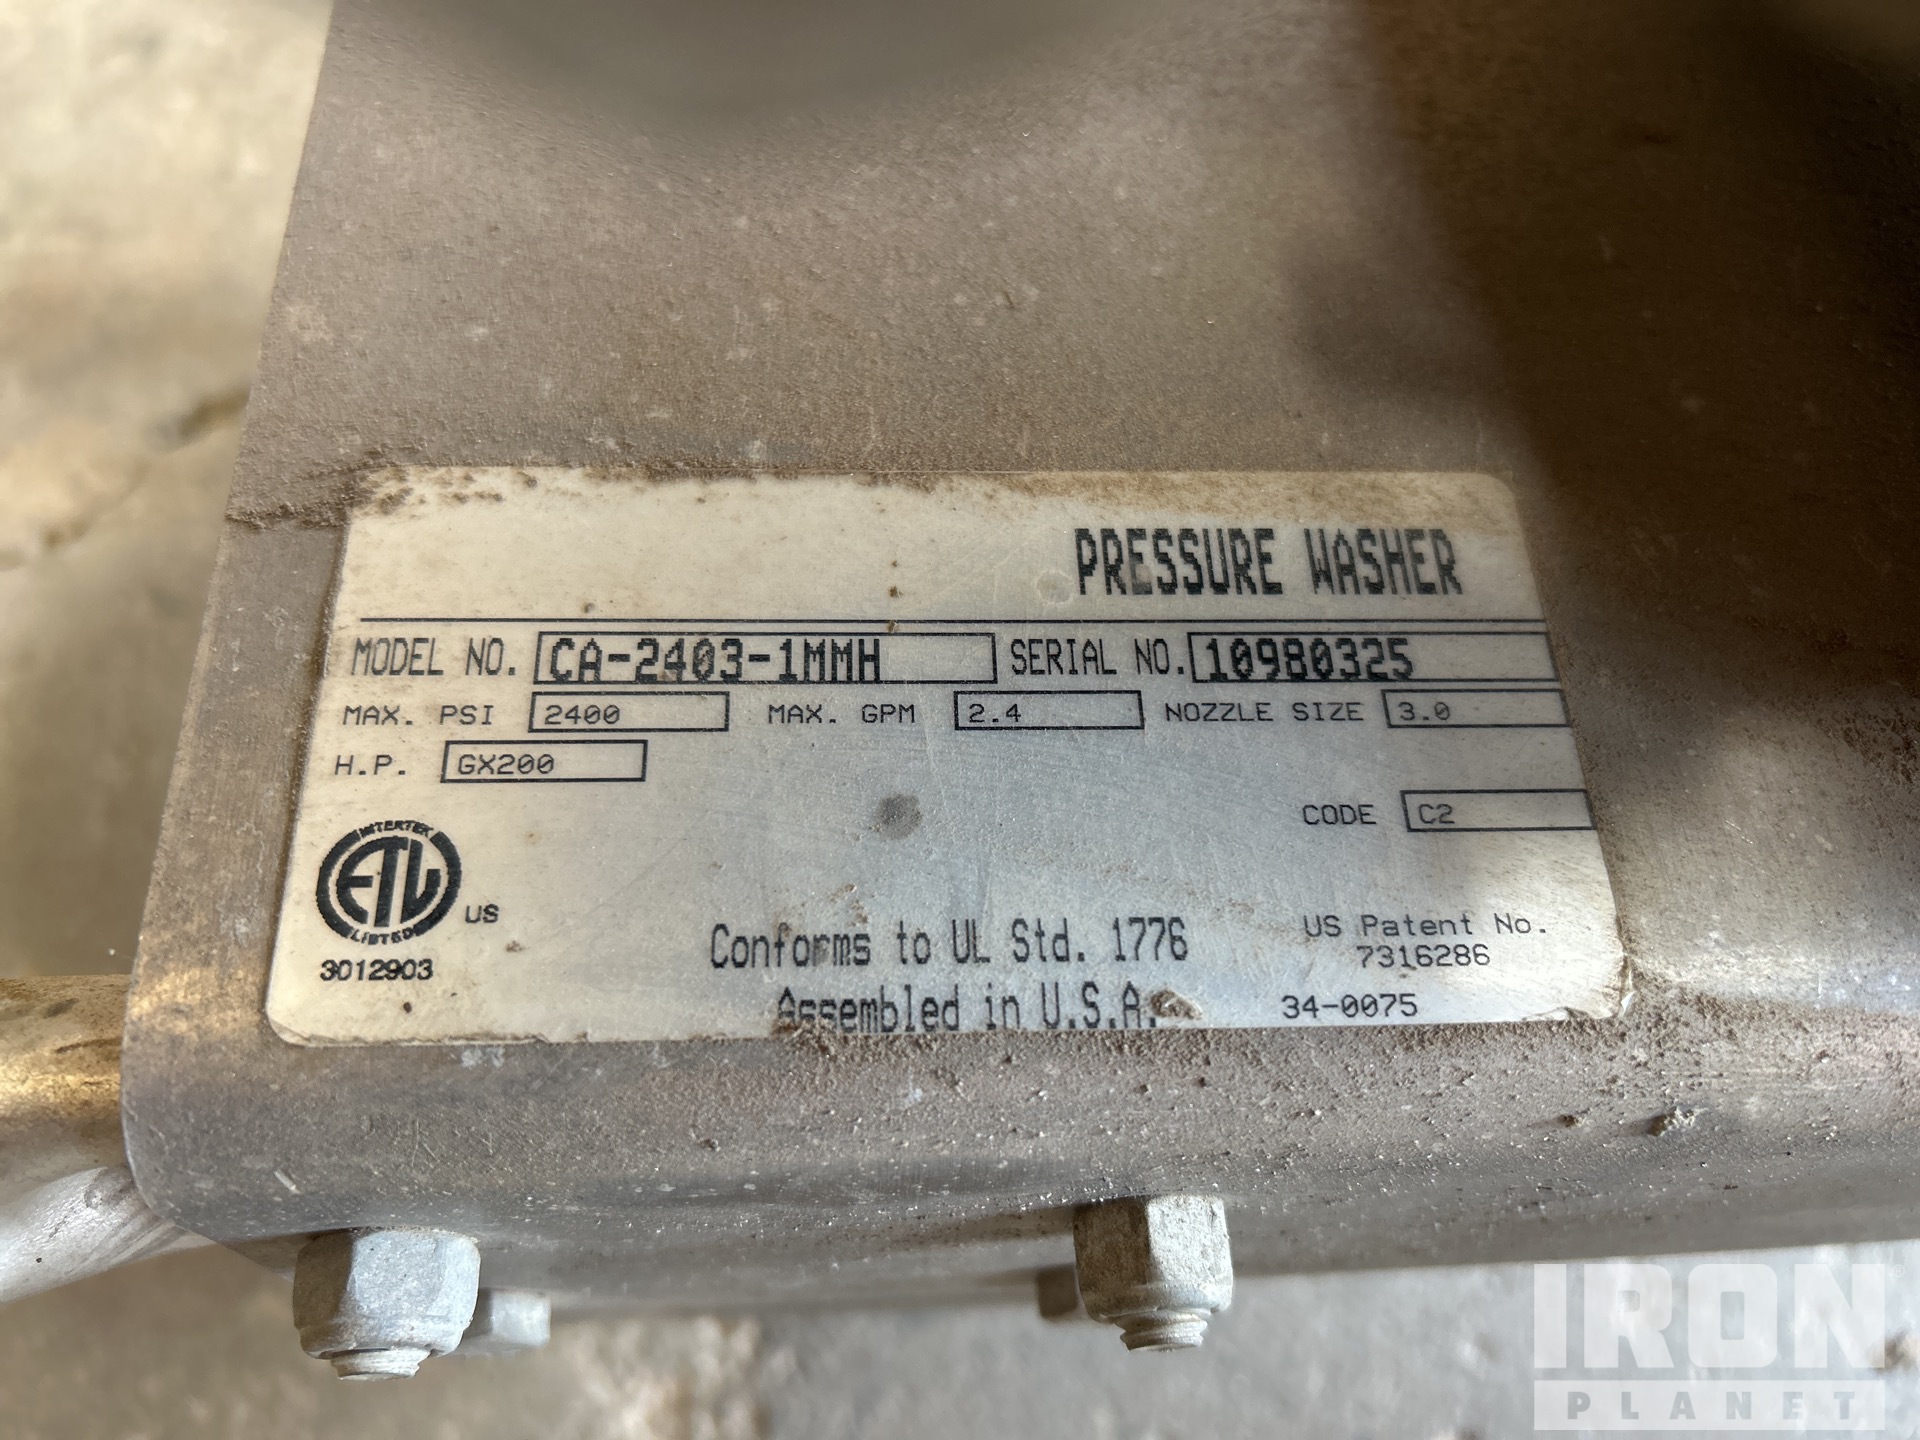 PRESSURE WASHER
MODEL NO. CA-2403-1MMH SERIAL NO. 10980325
MAX. PSI 2400 MAX. GPM 2.4 NOZZLE SIZE 3.0
H.P. GX200
CODE C2
INTERTEK
ETL
LISTED
US
3012903
Conforms to UL Std. 1776
Assembled in U.S.A.
US Patent No.
7316286
34-0075
IRON
PLANET